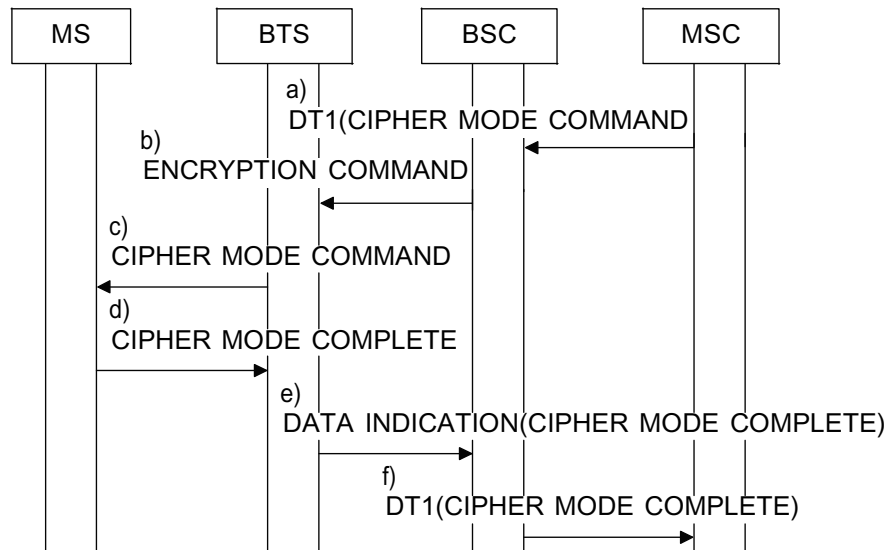 MS BTS BSC MSC
a)
DT1(CIPHER MODE COMMAND
b)
ENCRYPTION COMMAND
c)
CIPHER MODE COMMAND
d)
CIPHER MODE COMPLETE
e)
DATA INDICATION(CIPHER MODE COMPLETE)
f)
DT1(CIPHER MODE COMPLETE)